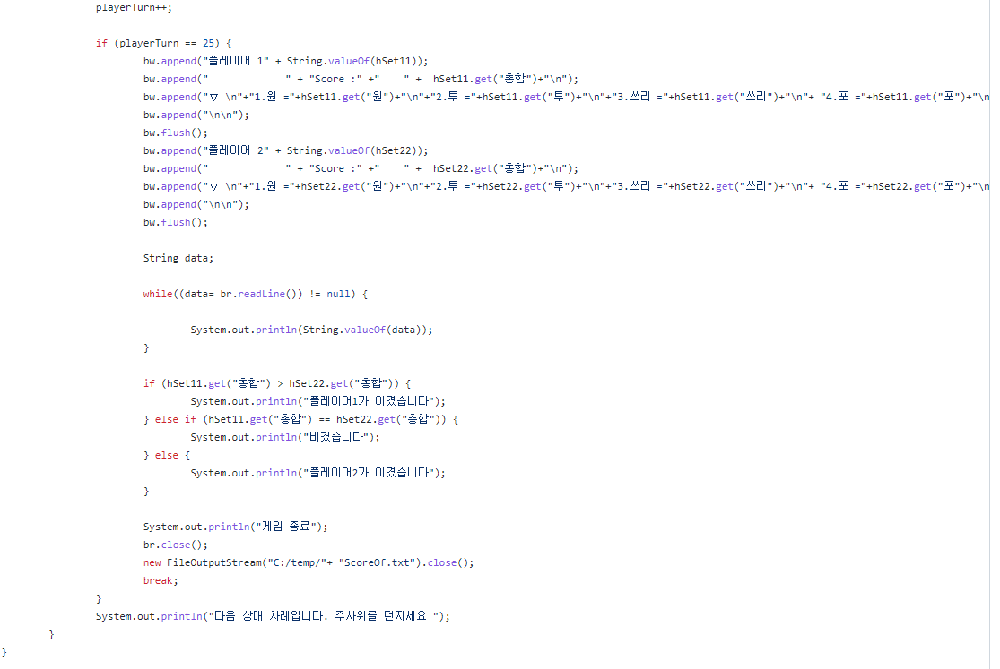 playerTurn++;
if (playerTurn == 25) {
bw.append("플레이어 1" + String.valueOf(hSet11));
bw.append("             " + "Score :" +"    " +  hSet11.get("총합")+"\n");
bw.append("▽ \n"+"1.원 ="+hSet11.get("원")+"\n"+"2.투 ="+hSet11.get("투")+"\n"+"3.쓰리 ="+hSet11.get("쓰리")+"\n"+ "4.포 ="+hSet11.get("포")+"\n
bw.append("\n\n");
bw.flush();
bw.append("플레이어 2" + String.valueOf(hSet22));
bw.append("             " + "Score :" +"    " +  hSet22.get("총합")+"\n");
bw.append("▽ \n"+"1.원 ="+hSet22.get("원")+"\n"+"2.투 ="+hSet22.get("투")+"\n"+"3.쓰리 ="+hSet22.get("쓰리")+"\n"+ "4.포 ="+hSet22.get("포")+"\n
bw.append("\n\n");
bw.flush();
String data;
while((data= br.readLine()) != null) {
System.out.println(String.valueOf(data));
}
if (hSet11.get("총합") > hSet22.get("총합")) {
System.out.println("플레이어1가 이겼습니다");
} else if (hSet11.get("총합") == hSet22.get("총합")) {
System.out.println("비겼습니다");
} else {
System.out.println("플레이어2가 이겼습니다");
}
System.out.println("게임 종료");
br.close();
new FileOutputStream("C:/temp/"+ "ScoreOf.txt").close();
break;
}
System.out.println("다음 상대 차례입니다. 주사위를 던지세요 ");
}
}